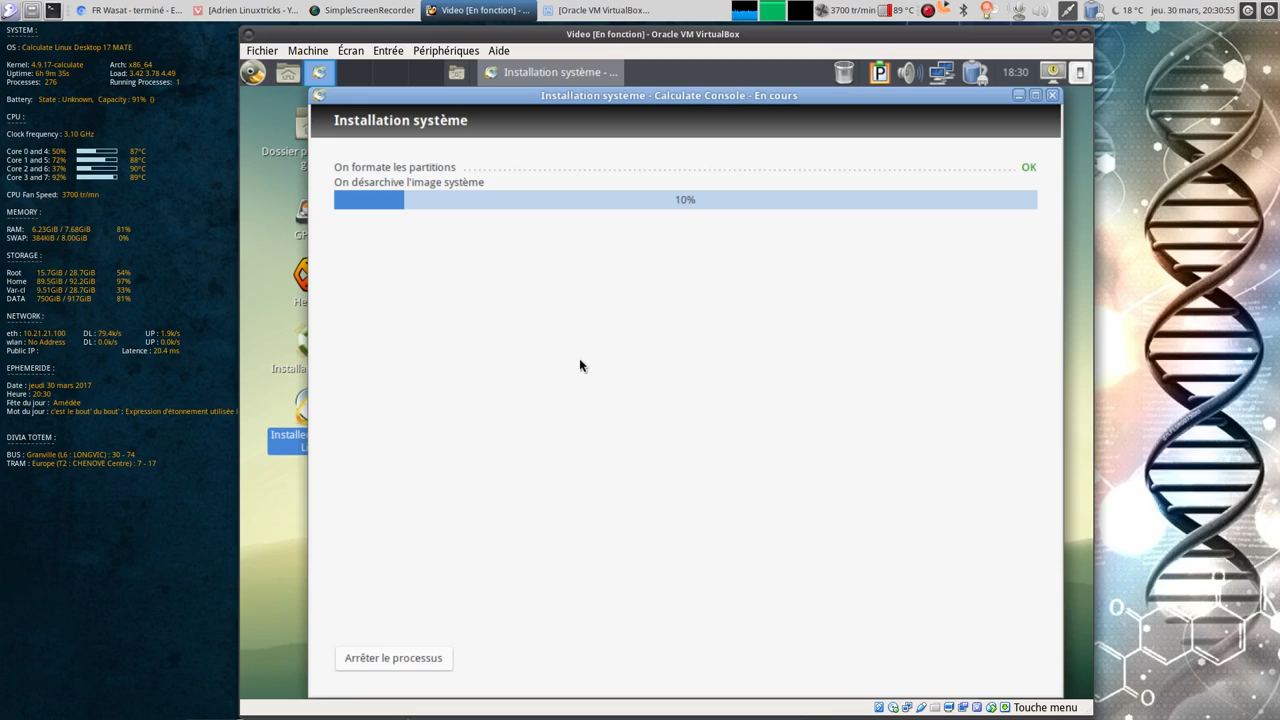 FR Wasat - terminé - E...
[Adrien Linuxtricks - Y...
SimpleScreenRecorder
Video [En fonction] - ...
[Oracle VM VirtualBox...
3700 tr/min
89 °C
18 °C
jeu. 30 mars, 20:30:55
SYSTEM :
OS : Calculate Linux Desktop 17 MATE
Kernel: 4.9.17-calculate Arch: x86_64
Uptime: 6h 9m 35s Load: 3.42 3.78 4.49
Processes: 276 Running Processes: 1
Battery: State : Unknown, Capacity : 91% ()
CPU :
Clock frequency : 3.10 GHz
Core 0 and 4: 50% 87°C
Core 1 and 5: 72% 88°C
Core 2 and 6: 37% 90°C
Core 3 and 7: 92% 89°C
CPU Fan Speed: 3700 tr/mn
MEMORY :
RAM: 6.23GiB / 7.68GiB 81%
SWAP: 384KiB / 8.00GiB 0%
STORAGE :
Root 15.7GiB / 28.7GiB 54%
Home 89.5GiB / 92.2GiB 97%
Var-cl 9.51GiB / 28.7GiB 33%
DATA 750GiB / 917GiB 81%
NETWORK :
eth : 10.21.21.100 DL : 79.4k/s UP : 1.9k/s
wlan : No Address DL : 0.0k/s UP : 0.0k/s
Public IP : Latence : 20.4 ms
EPHEMERIDE :
Date : jeudi 30 mars 2017
Heure : 20:30
Fête du jour : Amédée
Mot du jour : c'est le bout' du bout' : Expression d'étonnement utilisée
DIVIA TOTEM :
BUS : Granville (L6 : LONGVIC) : 30 - 74
TRAM : Europe (T2 : CHENOVE Centre) : 7 - 17
Video [En fonction] - Oracle VM VirtualBox
Fichier Machine Écran Entrée Périphériques Aide
Installation système - ...
P
18:30
Dossier p
Installa
Installe
Installation système - Calculate Console - En cours
Installation système
On formate les partitions OK
On désarchive l'image système
10%
Arrêter le processus
Touche menu
O
O
O
O